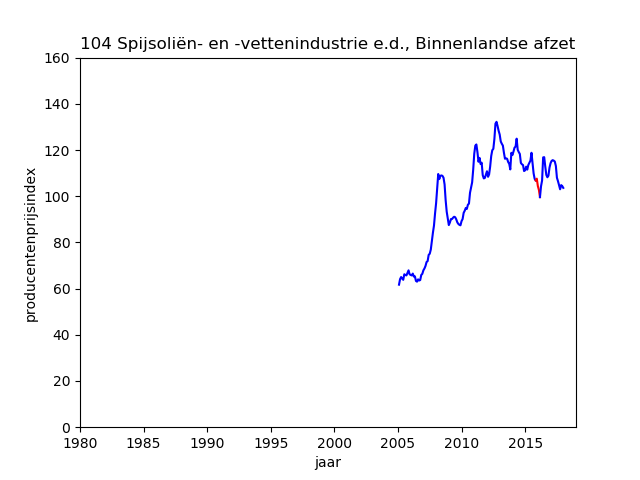 104 Spijsoliën- en -vettenindustrie e.d., Binnenlandse afzet
160
140
120
100
80
60
40
20
0
producentenprijsindex
1980 1985 1990 1995 2000 2005 2010 2015
jaar